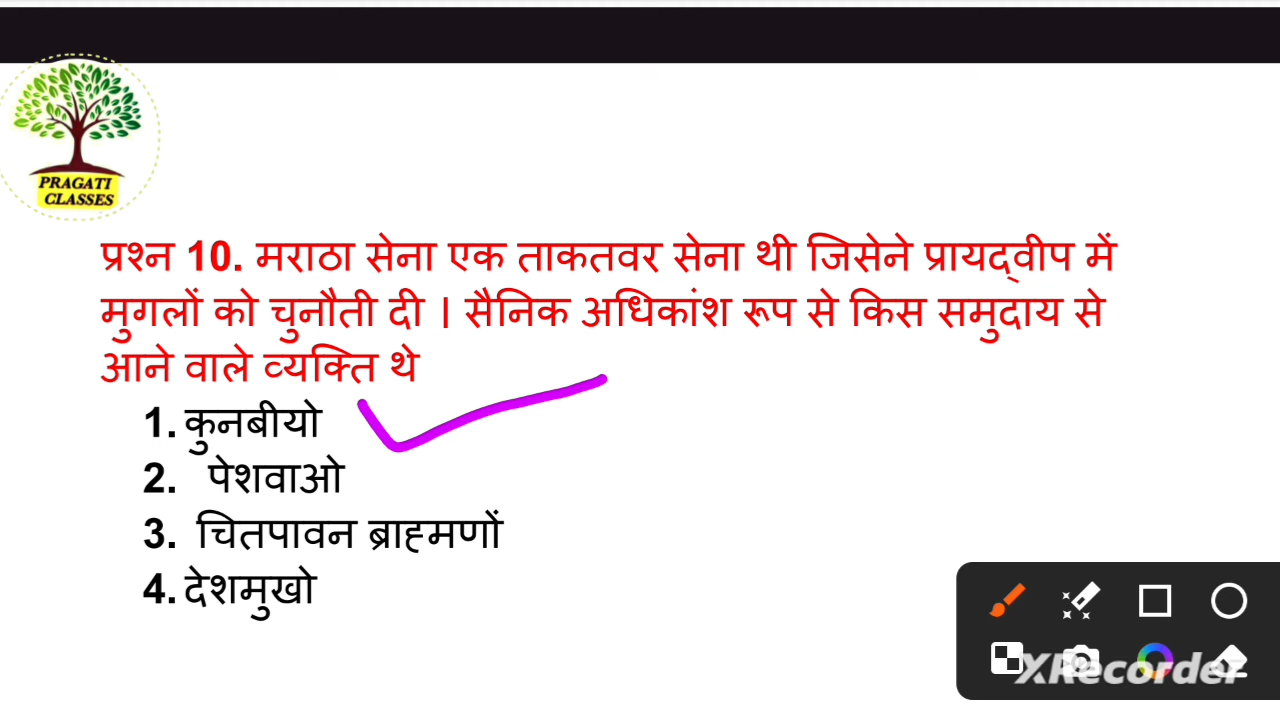 PRAGATI
CLASSES
प्रश्न 10. मराठा सेना एक ताकतवर सेना थी जिसेने प्रायद्वीप में
मुगलों को चुनौती दी । सैनिक अधिकांश रूप से किस समुदाय से
आने वाले व्यक्ति थे
1. कुनबीयो
2. पेशवाओ
3. चितपावन ब्राह्मणों
4. देशमुखो
XRecorder